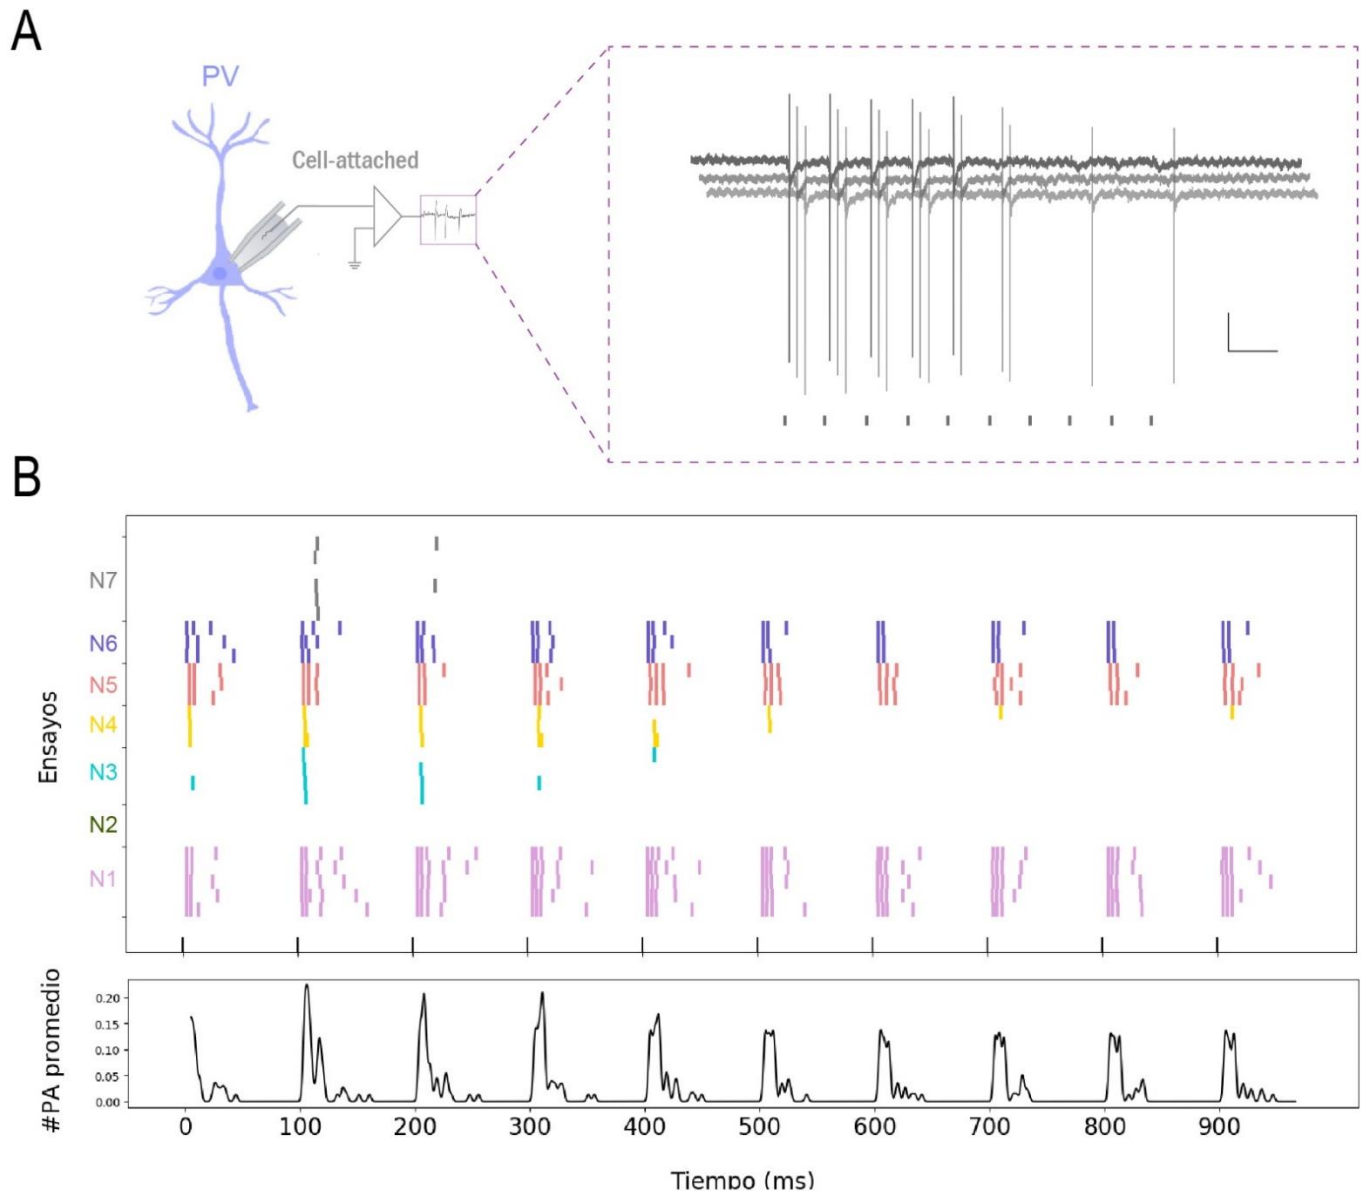 A
PV
Cell-attached
B
N7
N6
N5
N4
N3
N2
N1
Ensayos
#PA promedio
0.20
0.15
0.10
0.05
0.00
0 100 200 300 400 500 600 700 800 900
Tiempo (ms)